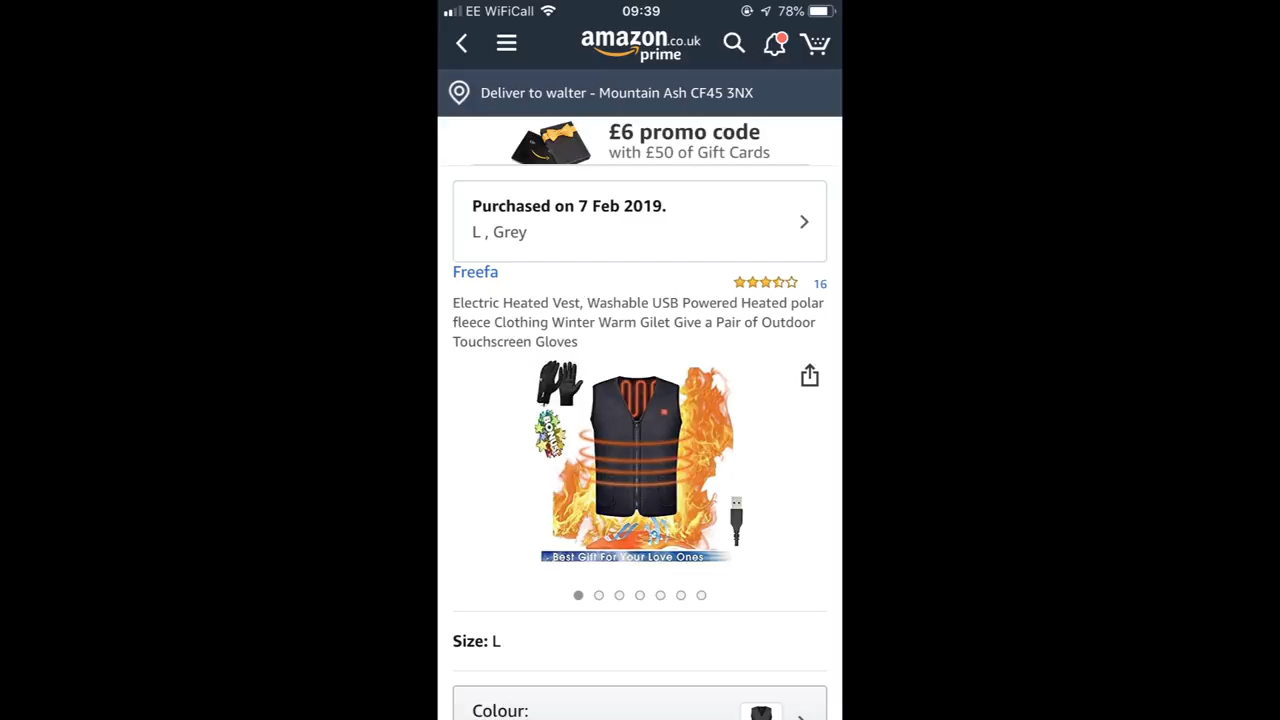 EE WiFiCall 09:39 78%
amazon.co.uk
prime
Deliver to walter - Mountain Ash CF45 3NX
£6 promo code
with £50 of Gift Cards
Purchased on 7 Feb 2019.
L , Grey
Freefa
16
Electric Heated Vest, Washable USB Powered Heated polar
fleece Clothing Winter Warm Gilet Give a Pair of Outdoor
Touchscreen Gloves
BONUS
Best Gift For Your Love Ones
Size: L
Colour: